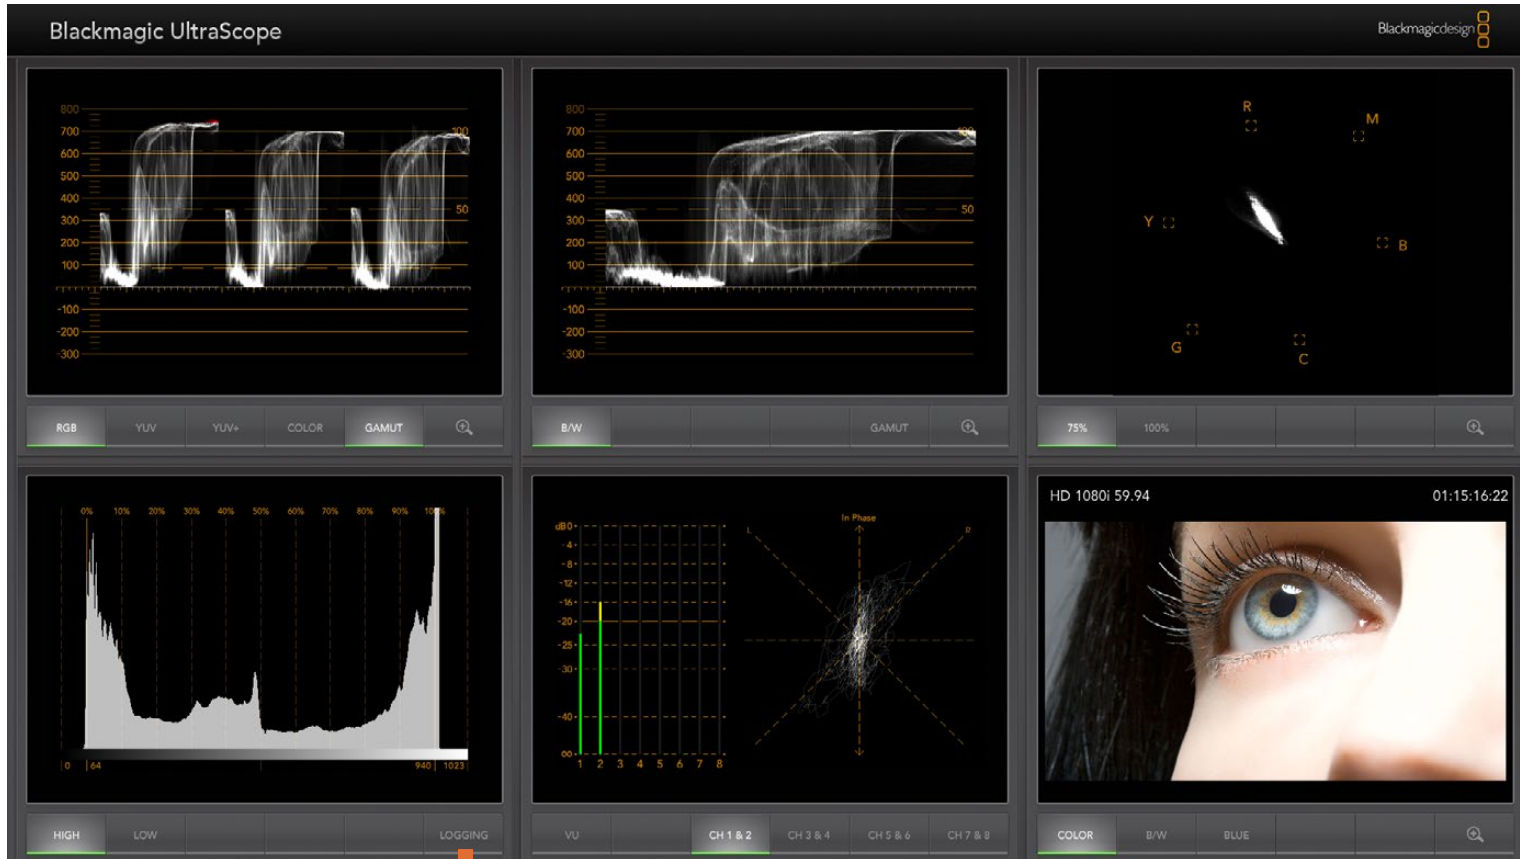 Blackmagic UltraScope
Blackmagicdesign
800
700
600
500
400
300
200
100
-100
-200
-300
100
50
800
700
600
500
400
300
200
100
-100
-200
-300
100
50
R
M
Y
B
G
C
RGB YUV YUV+ COLOR GAMUT
B/W GAMUT
75% 100%
0% 10% 20% 30% 40% 50% 60% 70% 80% 90% 100%
0 64 940 1023
dB0
-4
-8
-12
-16
-20
-25
-30
-40
00
1 2 3 4 5 6 7 8
In Phase
L R
HD 1080i 59.94 01:15:16:22
HIGH LOW LOGGING
VU CH 1 & 2 CH 3 & 4 CH 5 & 6 CH 7 & 8
COLOR B/W BLUE